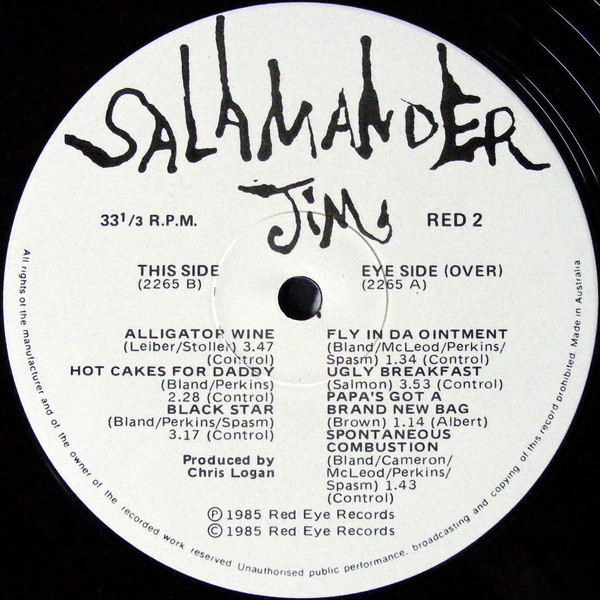 SALAMANDER
JIM
33 1/3 R.P.M.
RED 2
THIS SIDE
(2265 B)
ALLIGATOR WINE
(Leiber/Stoller) 3.47
(Control)
HOT CAKES FOR DADDY
(Bland/Perkins)
2.28 (Control)
BLACK STAR
(Bland/Perkins/Spasm)
3.17 (Control)
Produced by
Chris Logan
EYE SIDE (OVER)
(2265 A)
FLY IN DA OINTMENT
(Bland/McLeod/Perkins/
Spasm) 1.34 (Control)
UGLY BREAKFAST
(Salmon) 3.53 (Control)
PAPA'S GOT A
BRAND NEW BAG
(Brown) 1.14 (Albert)
SPONTANEOUS
COMBUSTION
(Bland/Cameron/
McLeod/Perkins/
Spasm) 1.43
(Control)
Ⓟ 1985 Red Eye Records
© 1985 Red Eye Records
All rights of the manufacturer and of the owner of the recorded work reserved Unauthorised public performance, broadcasting and copying of this record prohibited. Made in Australia